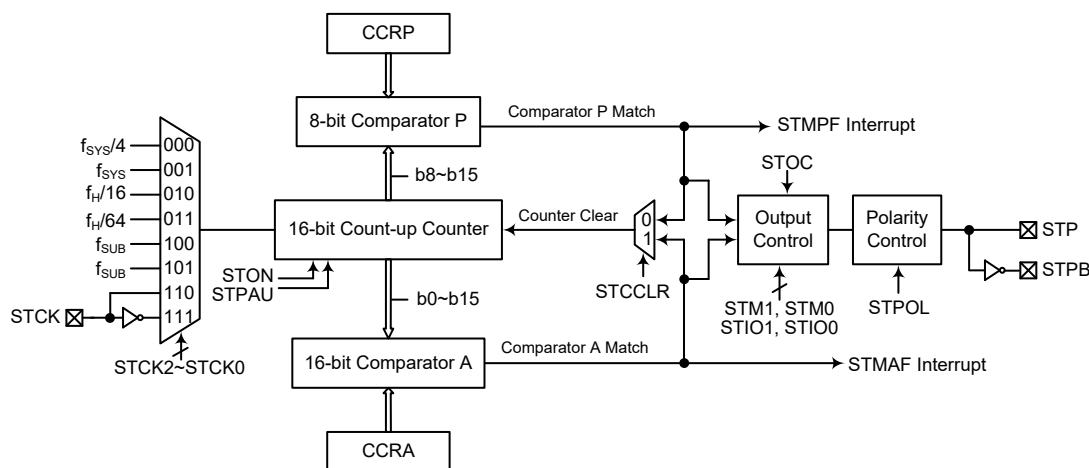 CCRP
8-bit Comparator P
Comparator P Match
STMPF Interrupt
b8~b15
fSYS/4
000
fSYS
001
fH/16
010
fH/64
011
fSUB
100
fSUB
101
110
111
STCK
STCK2~STCK0
16-bit Count-up Counter
STON
STPAU
Counter Clear
0
1
STCCLR
STOC
Output
Control
STM1, STM0
STIO1, STIO0
Polarity
Control
STPOL
STP
STPB
b0~b15
16-bit Comparator A
Comparator A Match
STMAF Interrupt
CCRA